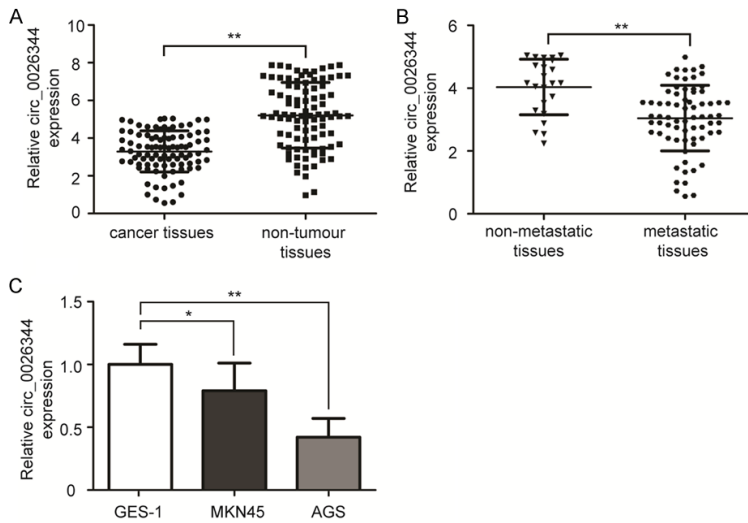 A
Relative circ_0026344
expression
10
8
6
4
2
0
**
cancer tissues
non-tumour
tissues
B
Relative circ_0026344
expression
6
4
2
0
**
non-metastatic
tissues
metastatic
tissues
C
Relative circ_0026344
expression
1.5
1.0
0.5
0
**
*
GES-1
MKN45
AGS